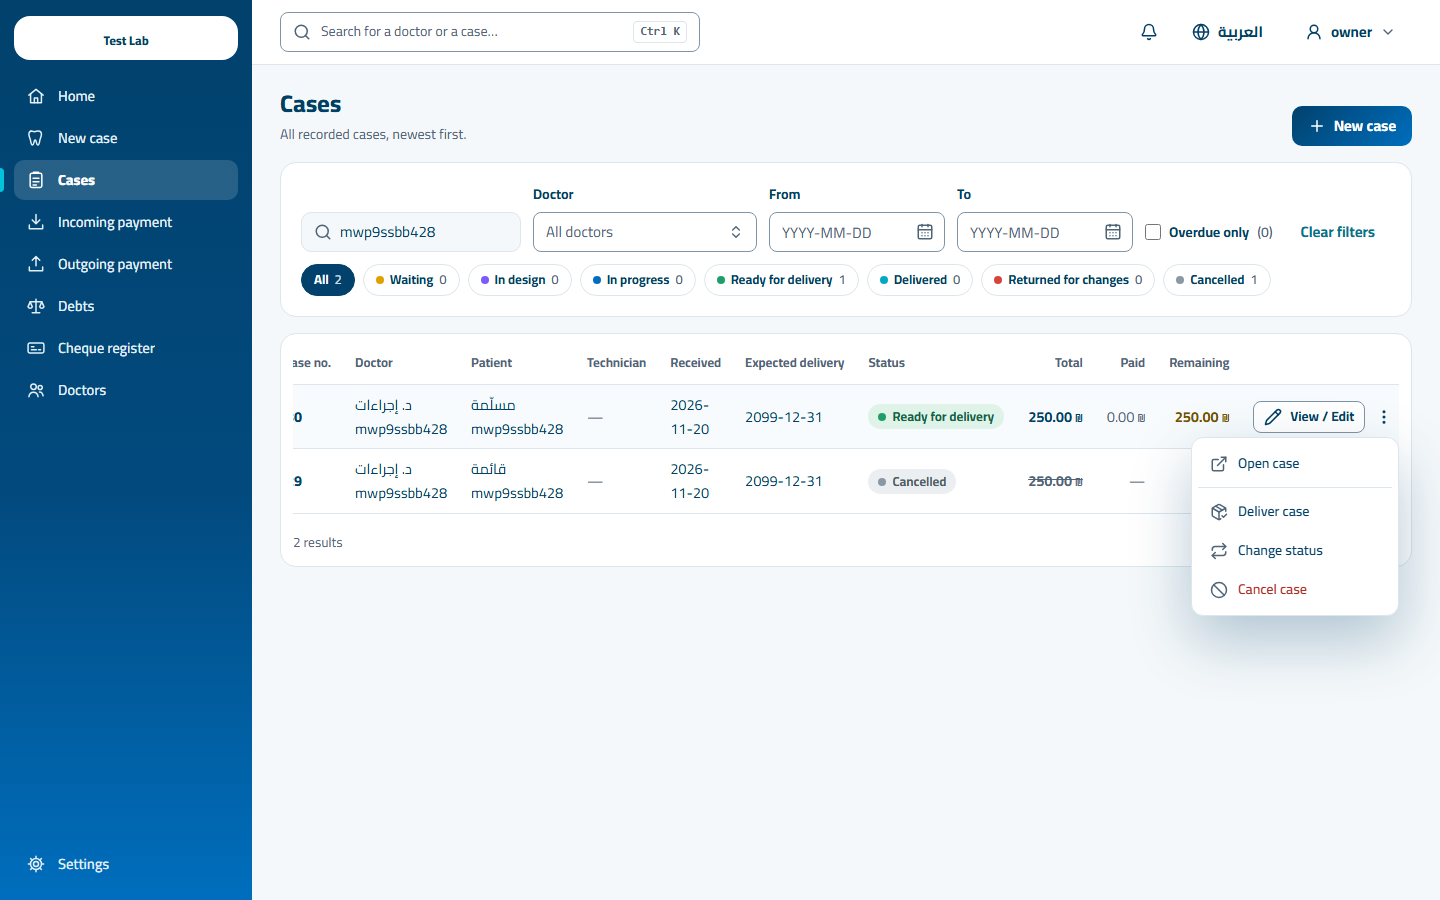 Test Lab
Home
New case
Cases
Incoming payment
Outgoing payment
Debts
Cheque register
Doctors
Settings
Search for a doctor or a case... Ctrl K
العربية
owner
Cases
All recorded cases, newest first.
New case
Doctor From To
mwp9ssbb428 All doctors YYYY-MM-DD YYYY-MM-DD Overdue only (0) Clear filters
All 2 Waiting 0 In design 0 In progress 0 Ready for delivery 1 Delivered 0 Returned for changes 0 Cancelled 1
ase no. Doctor Patient Technician Received Expected delivery Status Total Paid Remaining
0 د. إجراءات mwp9ssbb428 مسلّمة mwp9ssbb428 — 2026-11-20 2099-12-31 Ready for delivery 250.00 ₪ 0.00 ₪ 250.00 ₪ View / Edit
9 د. إجراءات mwp9ssbb428 قائمة mwp9ssbb428 — 2026-11-20 2099-12-31 Cancelled 250.00 ₪ —
2 results
Open case
Deliver case
Change status
Cancel case